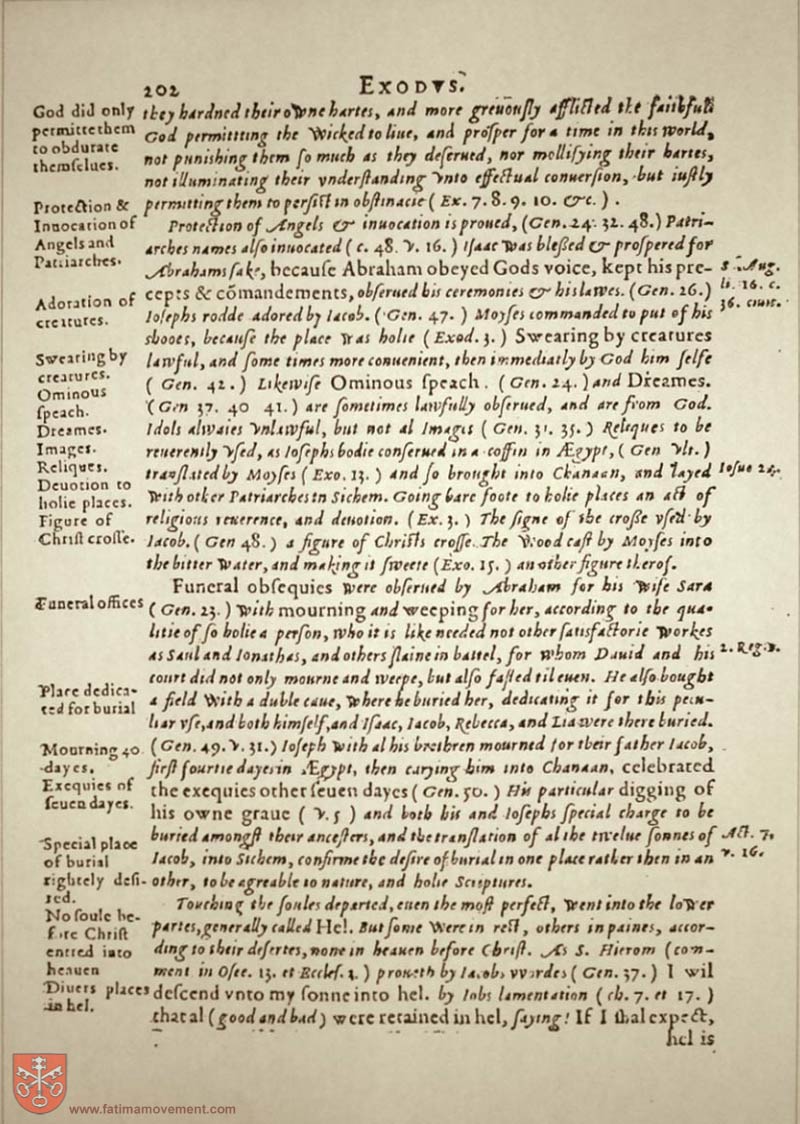 202
EXODVS.
God did only
permitte them
to obdurate
themselues.
they hardned their owne hartes, and more greuously afflicted the faithful:
God permitting the wicked to liue, and prosper for a time in this world,
not punishing them so much as they deserued, nor mollifying their hartes,
not illuminating their vnderstanding vnto effectual conuersion, but iustly
permitting them to persist in obstinacie (Ex. 7. 8. 9. 10. &c.) .
Protection &
Inuocation of
Angels and
Patriarches.
Protection of Angels & inuocation is proued, (Gen. 24. 32. 48.) Patri-
arches names also inuocated (c. 48. v. 16.) Isaac was blessed & prospered for
Abrahams sake, because Abraham obeyed Gods voice, kept his pre-
cepts & cõmandements, obserued his ceremonies & his lawes. (Gen. 26.)
S. Aug.
li. 16. c.
36. ciuit.
Adoration of
creatures.
Iosephs rodde adored by Iacob. (Gen. 47.) Moyses commanded to put of his
shooes, because the place was holie (Exod. 3.) Swearing by creatures
lawful, and some times more conuenient, then immediatly by God him selfe
(Gen. 42.) Likewise Ominous speach. (Gen. 24.) and Dreames.
(Gen 37. 40 41.) are sometimes lawfully obserued, and are from God.
Swearing by
creatures.
Ominous
speach.
Dreames.
Images.
Reliques.
Deuotion to
holie places.
Figure of
Christ crosse.
Idols alwaies vnlawful, but not al Images (Gen. 31. 35.) Reliques to be
reuerently vsed, as Iosephs bodie conserued in a coffin in Ægypt, (Gen vlt.)
translated by Moyses (Exo. 13.) and so brought into Chanaan, and layed
Iosue 24.
with other Patriarches in Sichem. Going bare foote to holie places an act of
religious reuerence, and deuotion. (Ex. 3.) The signe of the crosse vsed by
Iacob. (Gen 48.) a figure of Christs crosse. The wood cast by Moyses into
the bitter water, and making it sweete (Exo. 15.) an other figure therof.
Funeral offices
Funeral obsequies were obserued by Abraham for his wife Sara
(Gen. 23.) with mourning and weeping for her, according to the qua-
litie of so holie a person, who it is like needed not other satisfactorie workes
as Saul and Ionathas, and others slaine in battel, for whom Dauid and his
2. Reg. 1.
court did not only mourne and weepe, but also fasted til euen. He also bought
Place dedica-
ted for burial
a field with a duble caue, where he buried her, dedicating it for this pecu-
liar vse, and both himself, and Isaac, Iacob, Rebecca, and Lia were there buried.
Mourning 40
dayes.
Exequies of
seuen dayes.
(Gen. 49. v. 31.) Ioseph with al his brethren mourned for their father Iacob,
first fourtie dayes in Ægypt, then carying him into Chanaan, celebrated
the exequies other seuen dayes (Gen. 50.) His particular digging of
his owne graue (v. 5) and both his and Iosephs special charge to be
Special place
of burial
rightely desi-
red.
buried amongst their ancesters, and the translation of al the twelue sonnes of
Act. 7.
v. 16.
Iacob, into Sichem, confirme the desire of burial in one place rather then in an
other, to be agreable to nature, and holie Scriptures.
No soule be-
fore Christ
entred into
heauen
Touching the soules departed, euen the most perfect, went into the lower
partes, generally called Hel. But some were in rest, others in paines, accor-
ding to their desertes, none in heauen before Christ. As S. Hierom (com-
ment in Osee. 13. et Eccles. 3.) proueth by Iacobs wordes (Gen. 37.) I wil
Diuers places
in hel.
descend vnto my sonne into hel. by Iobs lamentation (ch. 7. et 17.)
that al (good and bad) were retained in hel, saying! If I shal expect,
hel is
www.fatimamovement.com